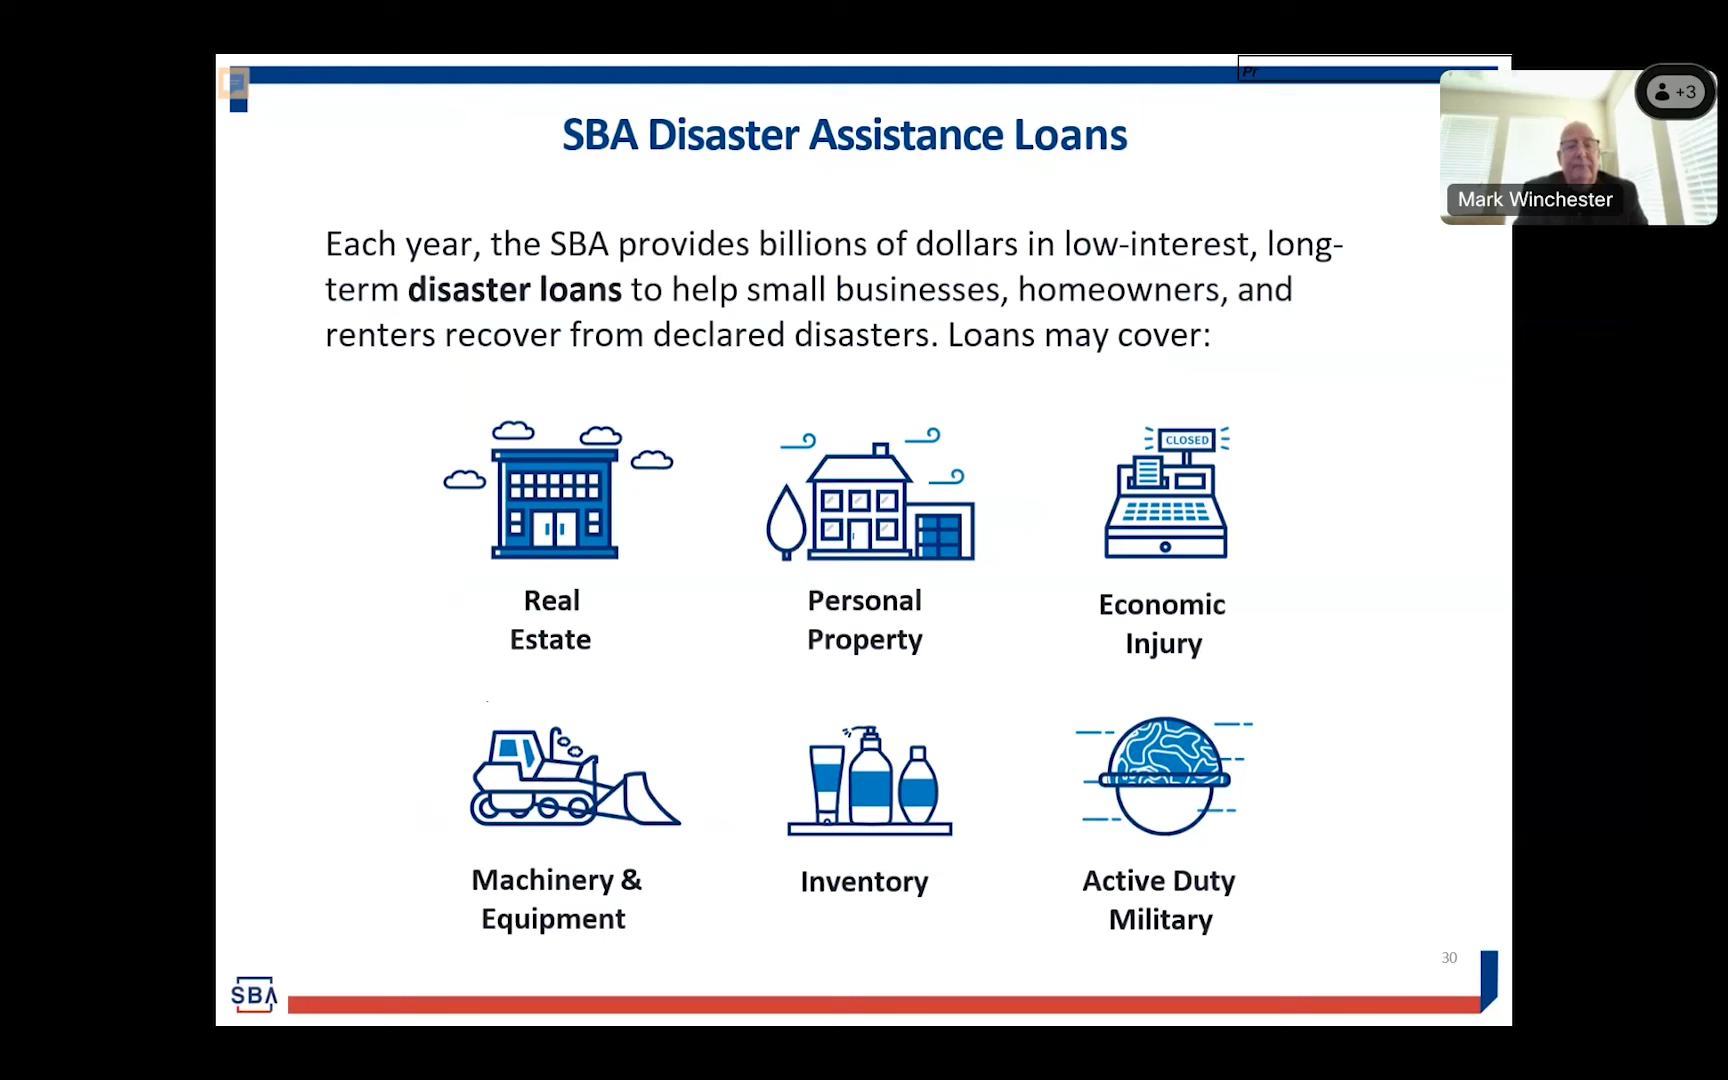 Pr
+3
Mark Winchester
SBA Disaster Assistance Loans
Each year, the SBA provides billions of dollars in low-interest, long-
term disaster loans to help small businesses, homeowners, and
renters recover from declared disasters. Loans may cover:
CLOSED
Real
Estate
Personal
Property
Economic
Injury
Machinery &
Equipment
Inventory
Active Duty
Military
30
SBA